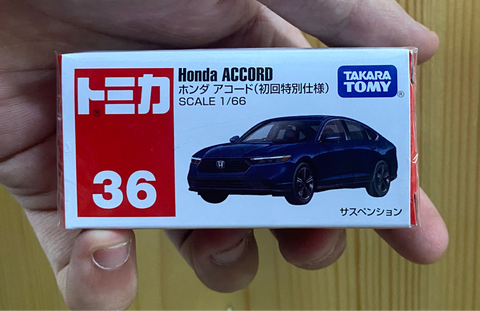 トミカ
36
Honda ACCORD
ホンダ アコード(初回特別仕様)
SCALE 1/66
TAKARA
TOMY®
サスペンション